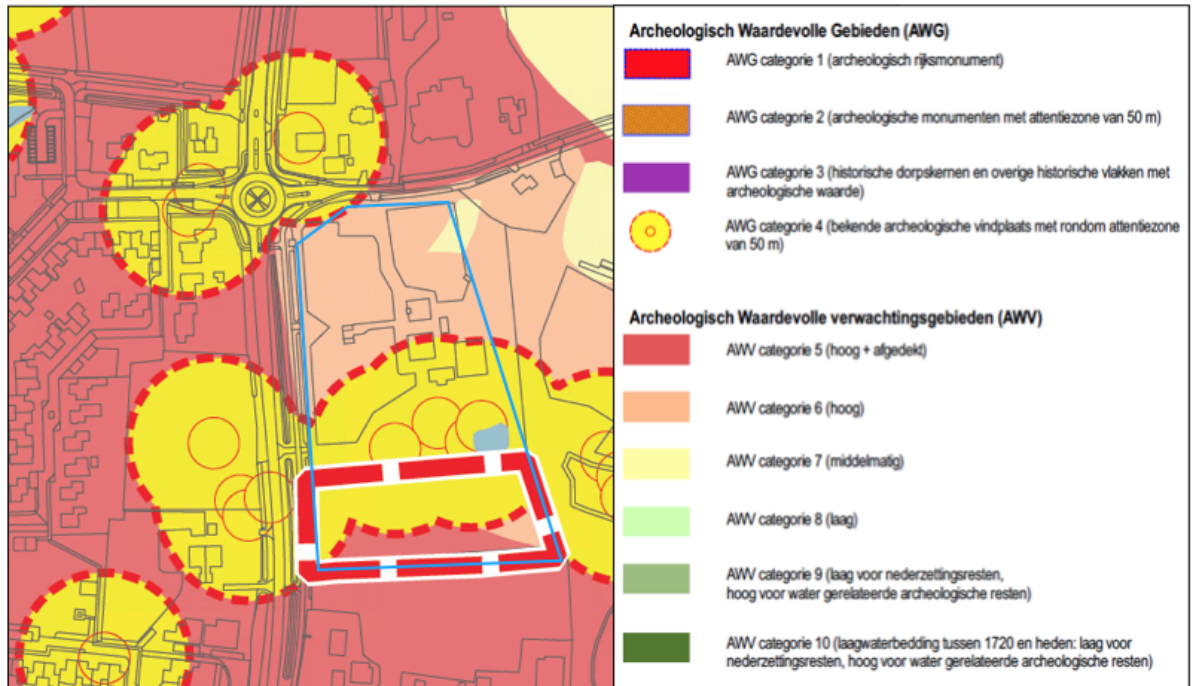 Archeologisch Waardevolle Gebieden (AWG)
AWG categorie 1 (archeologisch rijksmonument)
AWG categorie 2 (archeologische monumenten met attentiezone van 50 m)
AWG categorie 3 (historische dorpskernen en overige historische vlakken met
archeologische waarde)
AWG categorie 4 (bekende archeologische vindplaats met rondom attentiezone
van 50 m)
Archeologisch Waardevolle verwachtingsgebieden (AWV)
AWV categorie 5 (hoog + afgedekt)
AWV categorie 6 (hoog)
AWV categorie 7 (middelmatig)
AWV categorie 8 (laag)
AWV categorie 9 (laag voor nederzettingsresten,
hoog voor water gerelateerde archeologische resten)
AWV categorie 10 (laagwaterbedding tussen 1720 en heden: laag voor
nederzettingsresten, hoog voor water gerelateerde archeologische resten)